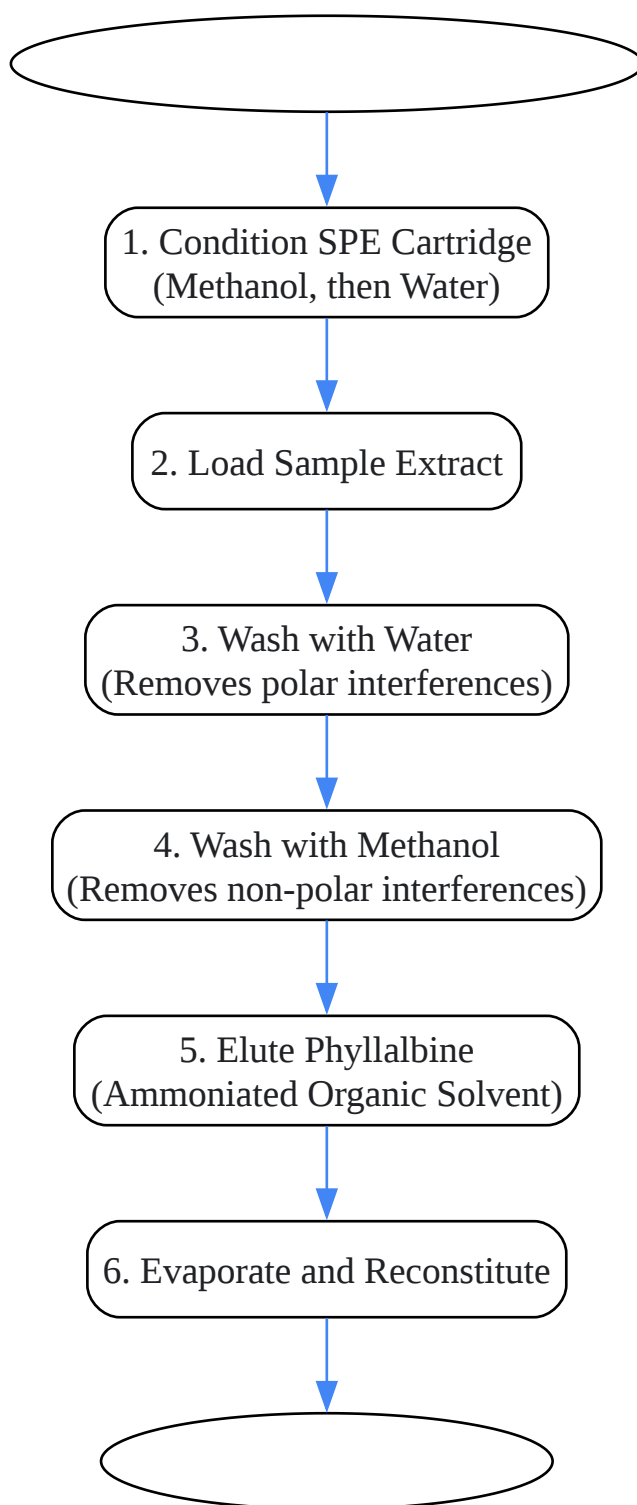 1. Condition SPE Cartridge
(Methanol, then Water)
2. Load Sample Extract
3. Wash with Water
(Removes polar interferences)
4. Wash with Methanol
(Removes non-polar interferences)
5. Elute Phyllalbine
(Ammoniated Organic Solvent)
6. Evaporate and Reconstitute